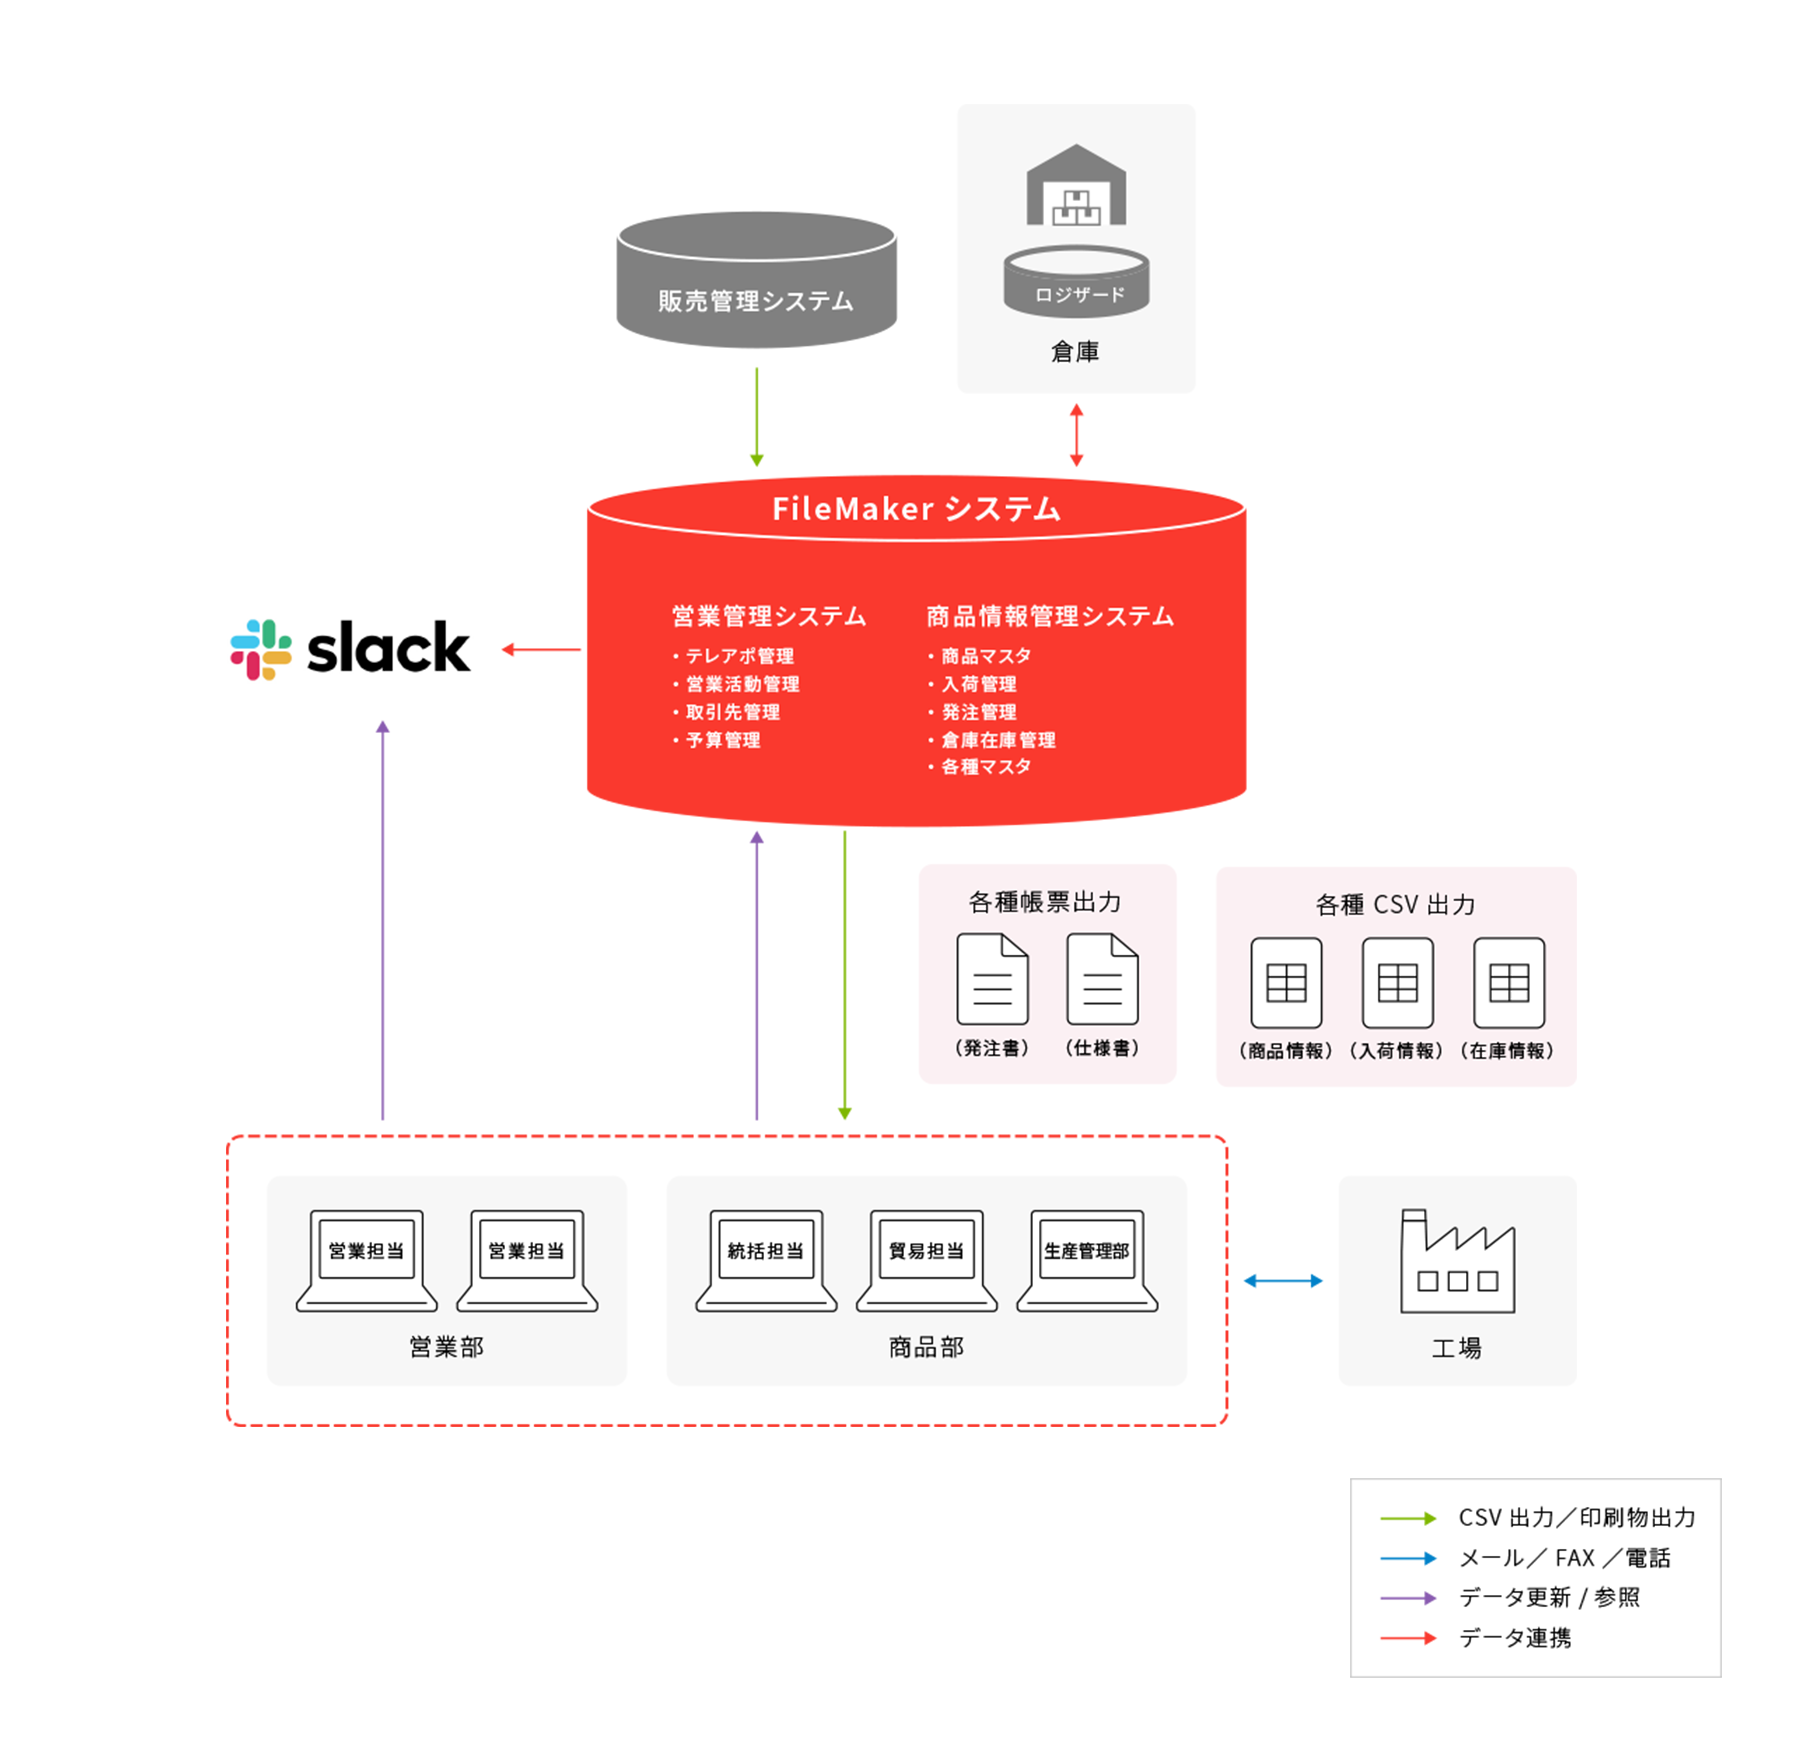 販売管理システム
ロジザード
倉庫
FileMaker システム
営業管理システム
・テレアポ管理
・営業活動管理
・取引先管理
・予算管理
商品情報管理システム
・商品マスタ
・入荷管理
・発注管理
・倉庫在庫管理
・各種マスタ
slack
各種帳票出力
（発注書）
（仕様書）
各種 CSV 出力
（商品情報）
（入荷情報）
（在庫情報）
営業担当
営業担当
営業部
統括担当
貿易担当
生産管理部
商品部
工場
CSV 出力／印刷物出力
メール／ FAX ／電話
データ更新 / 参照
データ連携